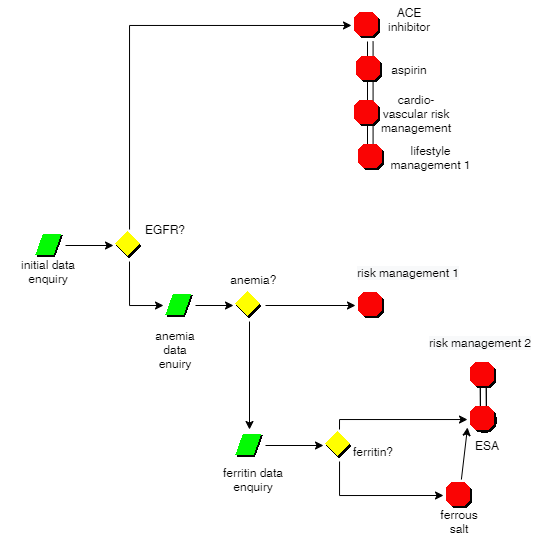 ACE
inhibitor
aspirin
cardio-
vascular risk
management
lifestyle
management 1
EGFR?
initial data
enquiry
anemia?
risk management 1
anemia
data
enuiry
risk management 2
ferritin?
ESA
ferritin data
enquiry
ferrous
salt